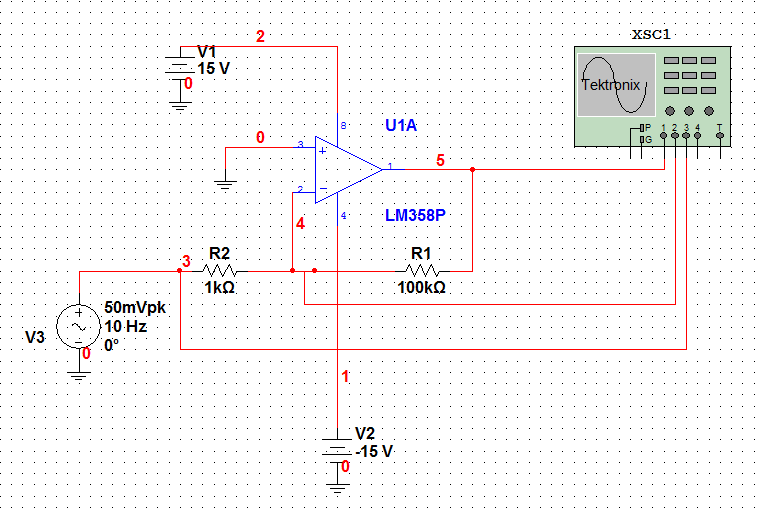 XSC1
2
V1
15 V
0
Tektronix
P
G
1 2 3 4 T
8
U1A
0
3
+
1
5
2
−
4
LM358P
4
3
R2
1kΩ
R1
100kΩ
V3
+
50mVpk
10 Hz
0°
−
0
1
V2
-15 V
0